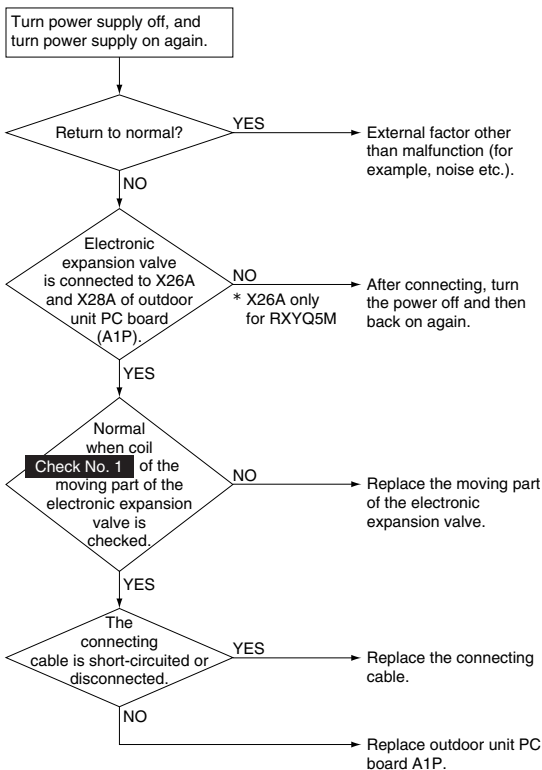 Turn power supply off, and
turn power supply on again.
Return to normal?
YES
External factor other
than malfunction (for
example, noise etc.).
NO
Electronic
expansion valve
is connected to X26A
and X28A of outdoor
unit PC board
(A1P).
NO
* X26A only
for RXYQ5M
After connecting, turn
the power off and then
back on again.
YES
Normal
when coil
Check No. 1 of the
moving part of the
electronic expansion
valve is
checked.
NO
Replace the moving part
of the electronic
expansion valve.
YES
The
connecting
cable is short-circuited or
disconnected.
YES
Replace the connecting
cable.
NO
Replace outdoor unit PC
board A1P.